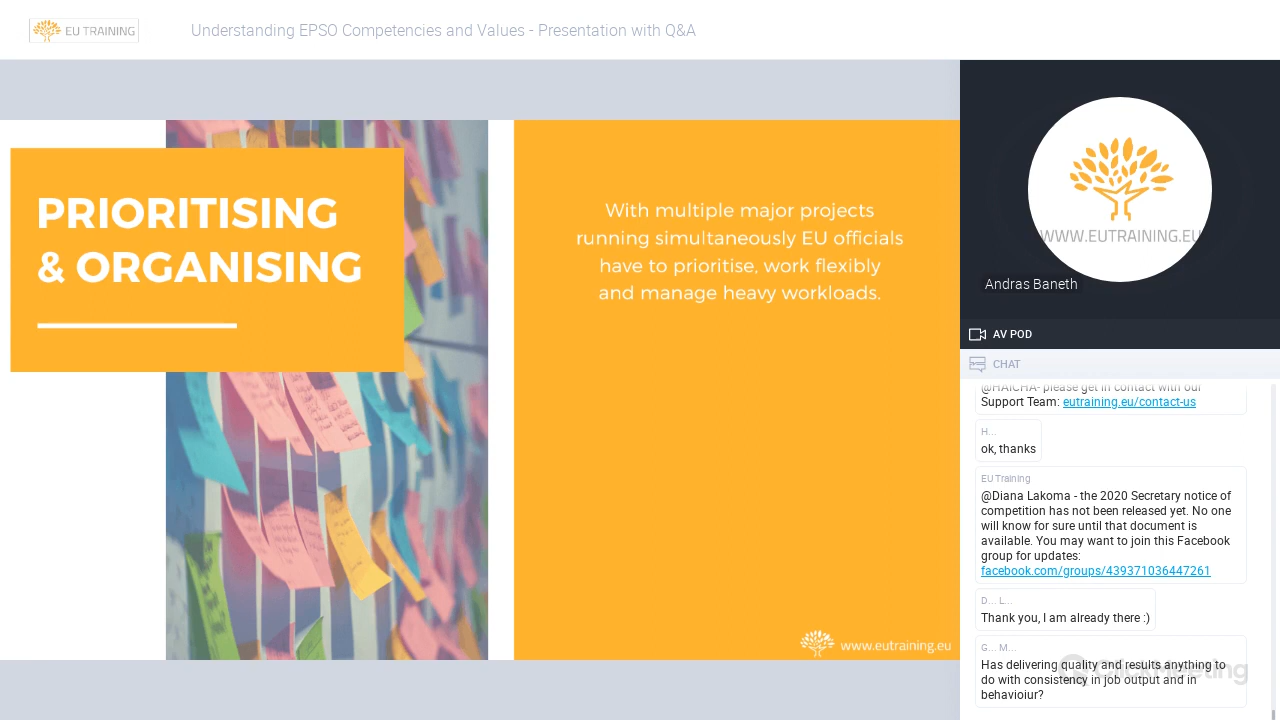 EU TRAINING
Understanding EPSO Competencies and Values - Presentation with Q&A
PRIORITISING
& ORGANISING
With multiple major projects
running simultaneously EU officials
have to prioritise, work flexibly
and manage heavy workloads.
www.eutraining.eu
WWW.EUTRAINING.EU
Andras Baneth
AV POD
CHAT
@HAICHA- please get in contact with our
Support Team: eutraining.eu/contact-us
H...
ok, thanks
EU Training
@Diana Lakoma - the 2020 Secretary notice of
competition has not been released yet. No one
will know for sure until that document is
available. You may want to join this Facebook
group for updates:
facebook.com/groups/439371036447261
D... L...
Thank you, I am already there :)
G... M...
Has delivering quality and results anything to
do with consistency in job output and in
behavioiur?
ClickMeeting